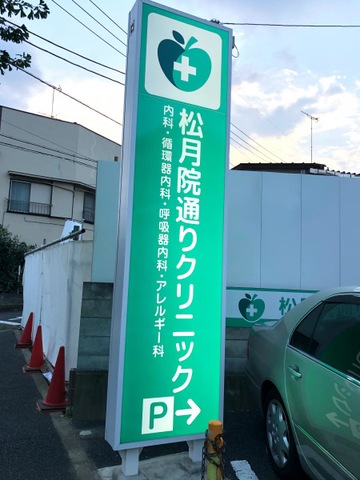 松月院通りクリニック
内科・循環器内科・呼吸器内科・アレルギー科
P→
松